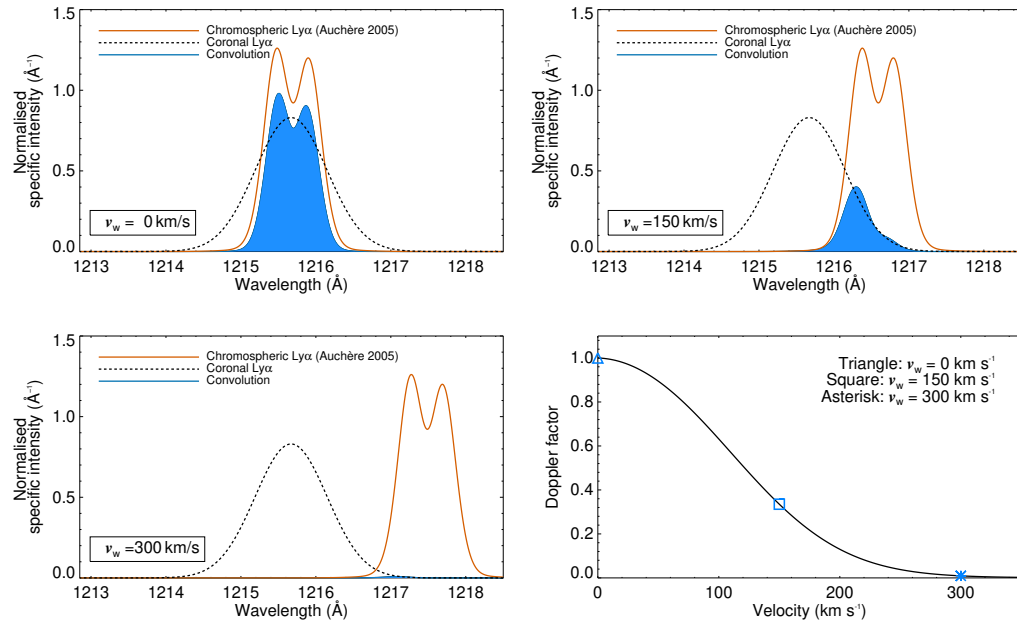 1.5
1.0
0.5
0.0
Normalised
specific intensity (Å⁻¹)
Chromospheric Lyα (Auchère 2005)
Coronal Lyα
Convolution
v_w = 0 km/s
1213 1214 1215 1216 1217 1218
Wavelength (Å)
1.5
1.0
0.5
0.0
Normalised
specific intensity (Å⁻¹)
Chromospheric Lyα (Auchère 2005)
Coronal Lyα
Convolution
v_w =150 km/s
1213 1214 1215 1216 1217 1218
Wavelength (Å)
1.5
1.0
0.5
0.0
Normalised
specific intensity (Å⁻¹)
Chromospheric Lyα (Auchère 2005)
Coronal Lyα
Convolution
v_w =300 km/s
1213 1214 1215 1216 1217 1218
Wavelength (Å)
1.0
0.8
0.6
0.4
0.2
0.0
Doppler factor
Triangle: v_w = 0 km s⁻¹
Square: v_w = 150 km s⁻¹
Asterisk: v_w = 300 km s⁻¹
0 100 200 300
Velocity (km s⁻¹)